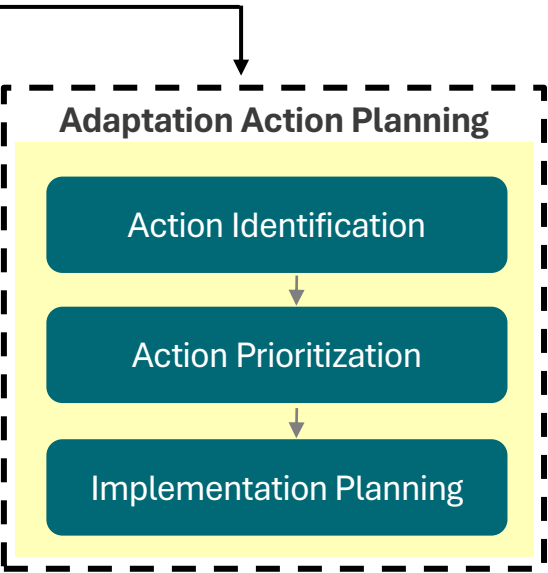 Adaptation Action Planning
Action Identification
Action Prioritization
Implementation Planning